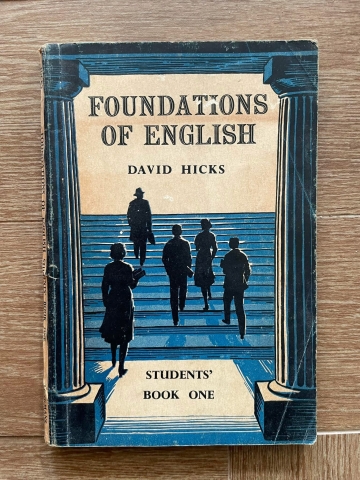 FOUNDATIONS
OF ENGLISH
DAVID HICKS
STUDENTS'
BOOK ONE